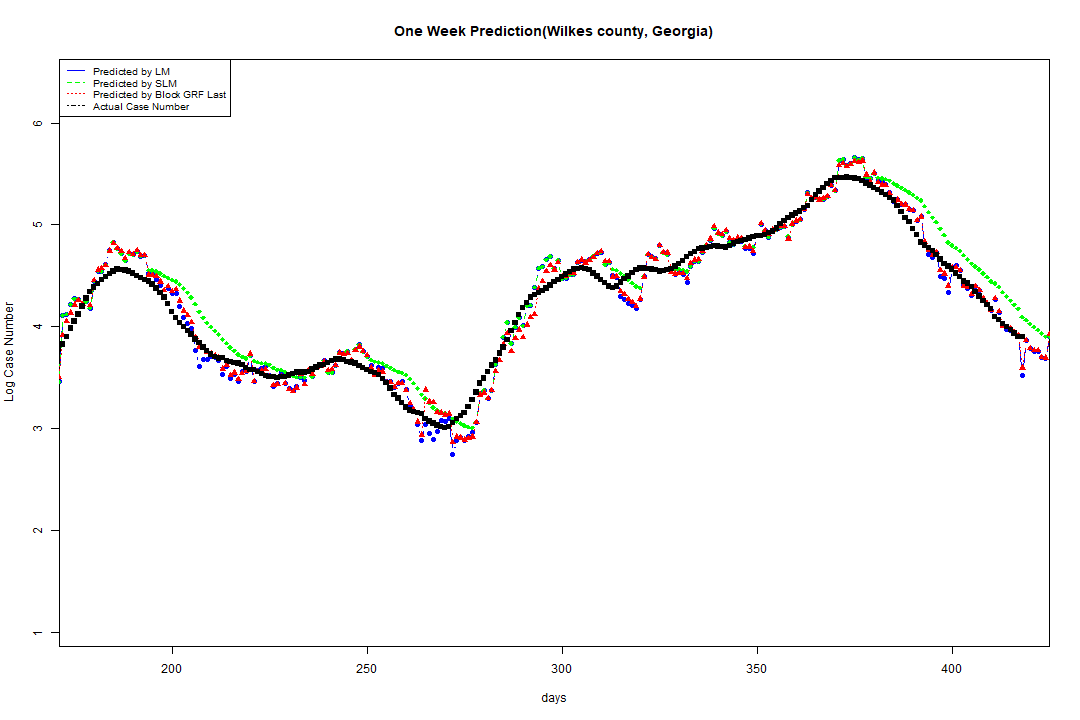 One Week Prediction(Wilkes county, Georgia)
Predicted by LM
Predicted by SLM
Predicted by Block GRF Last
Actual Case Number
6
5
4
3
2
1
Log Case Number
200 250 300 350 400
days